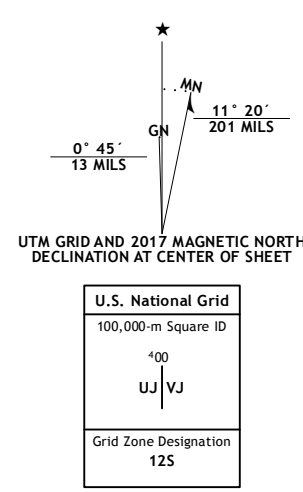 ★
MN
GN
11° 20´
201 MILS
0° 45´
13 MILS
UTM GRID AND 2017 MAGNETIC NORTH
DECLINATION AT CENTER OF SHEET
U.S. National Grid
100,000-m Square ID
⁴00
UJ VJ
Grid Zone Designation
12S